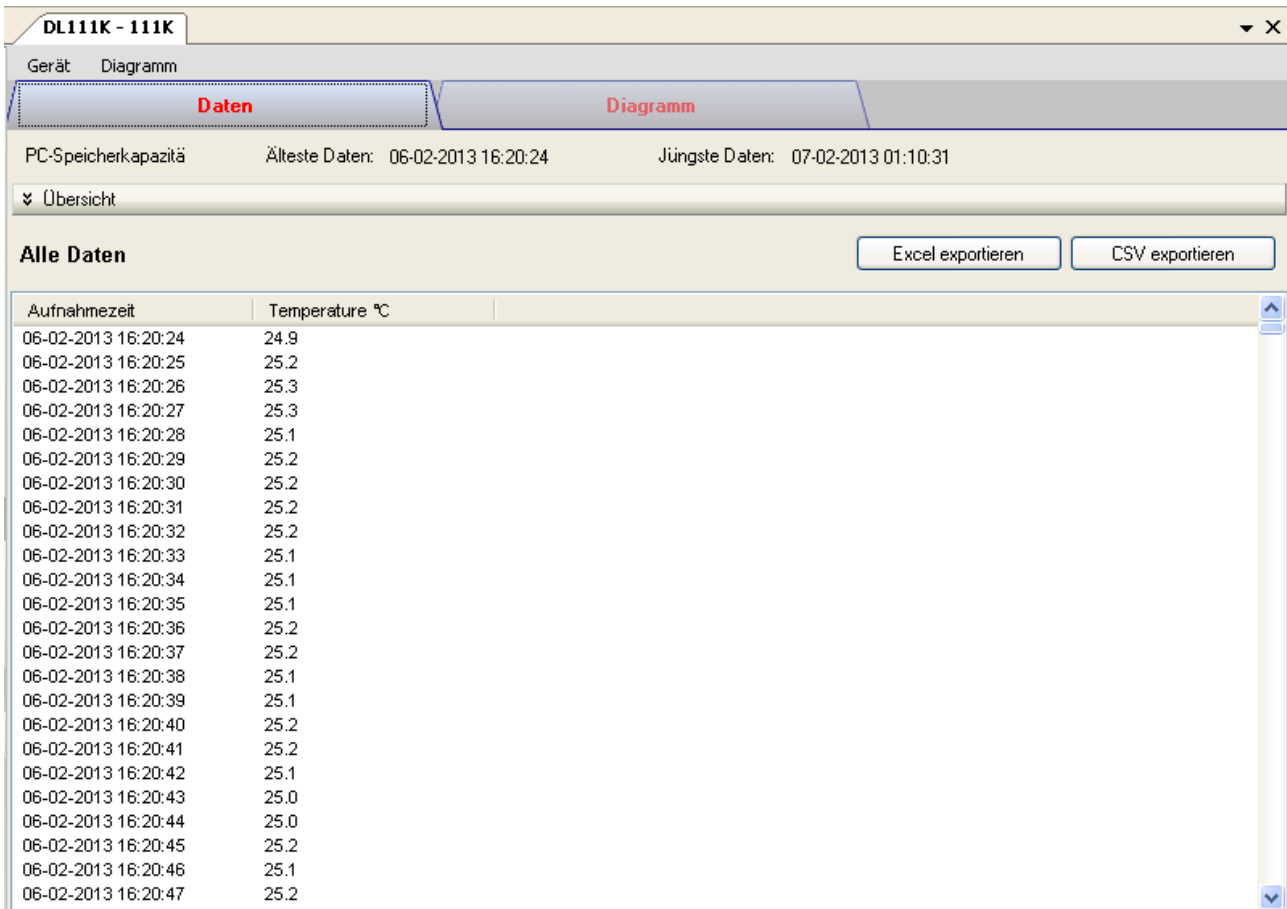 DL111K - 111K
Gerät Diagramm
Daten Diagramm
PC-Speicherkapazitä Älteste Daten: 06-02-2013 16:20:24 Jüngste Daten: 07-02-2013 01:10:31
Übersicht
Alle Daten Excel exportieren CSV exportieren
Aufnahmezeit Temperature °C
06-02-2013 16:20:24 24.9
06-02-2013 16:20:25 25.2
06-02-2013 16:20:26 25.3
06-02-2013 16:20:27 25.3
06-02-2013 16:20:28 25.1
06-02-2013 16:20:29 25.2
06-02-2013 16:20:30 25.2
06-02-2013 16:20:31 25.2
06-02-2013 16:20:32 25.2
06-02-2013 16:20:33 25.1
06-02-2013 16:20:34 25.1
06-02-2013 16:20:35 25.1
06-02-2013 16:20:36 25.2
06-02-2013 16:20:37 25.2
06-02-2013 16:20:38 25.1
06-02-2013 16:20:39 25.1
06-02-2013 16:20:40 25.2
06-02-2013 16:20:41 25.2
06-02-2013 16:20:42 25.1
06-02-2013 16:20:43 25.0
06-02-2013 16:20:44 25.0
06-02-2013 16:20:45 25.2
06-02-2013 16:20:46 25.1
06-02-2013 16:20:47 25.2